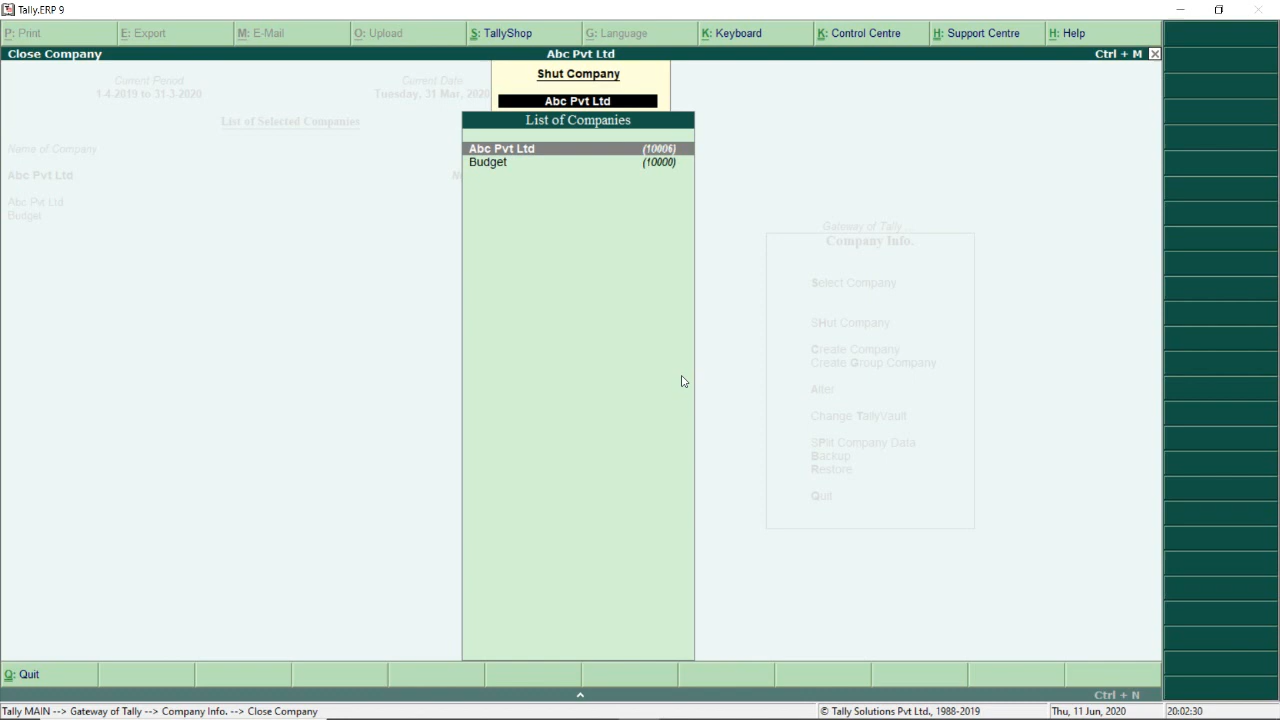 Tally.ERP 9
P: Print E: Export M: E-Mail O: Upload S: TallyShop G: Language K: Keyboard K: Control Centre H: Support Centre H: Help
Close Company Abc Pvt Ltd Ctrl + M
Shut Company
Current Period Current Date
1-4-2019 to 31-3-2020 Tuesday, 31 Mar, 2020
Abc Pvt Ltd
List of Selected Companies List of Companies
Name of Company Abc Pvt Ltd (10006)
Budget (10000)
Abc Pvt Ltd
Abc Pvt Ltd
Budget
Gateway of Tally
Company Info.
Select Company
SHut Company
Create Company
Create Group Company
Alter
Change TallyVault
SPlit Company Data
Backup
Restore
Quit
Q: Quit
Ctrl + N
Tally MAIN --> Gateway of Tally --> Company Info. --> Close Company © Tally Solutions Pvt Ltd., 1988-2019 Thu, 11 Jun, 2020 20:02:30